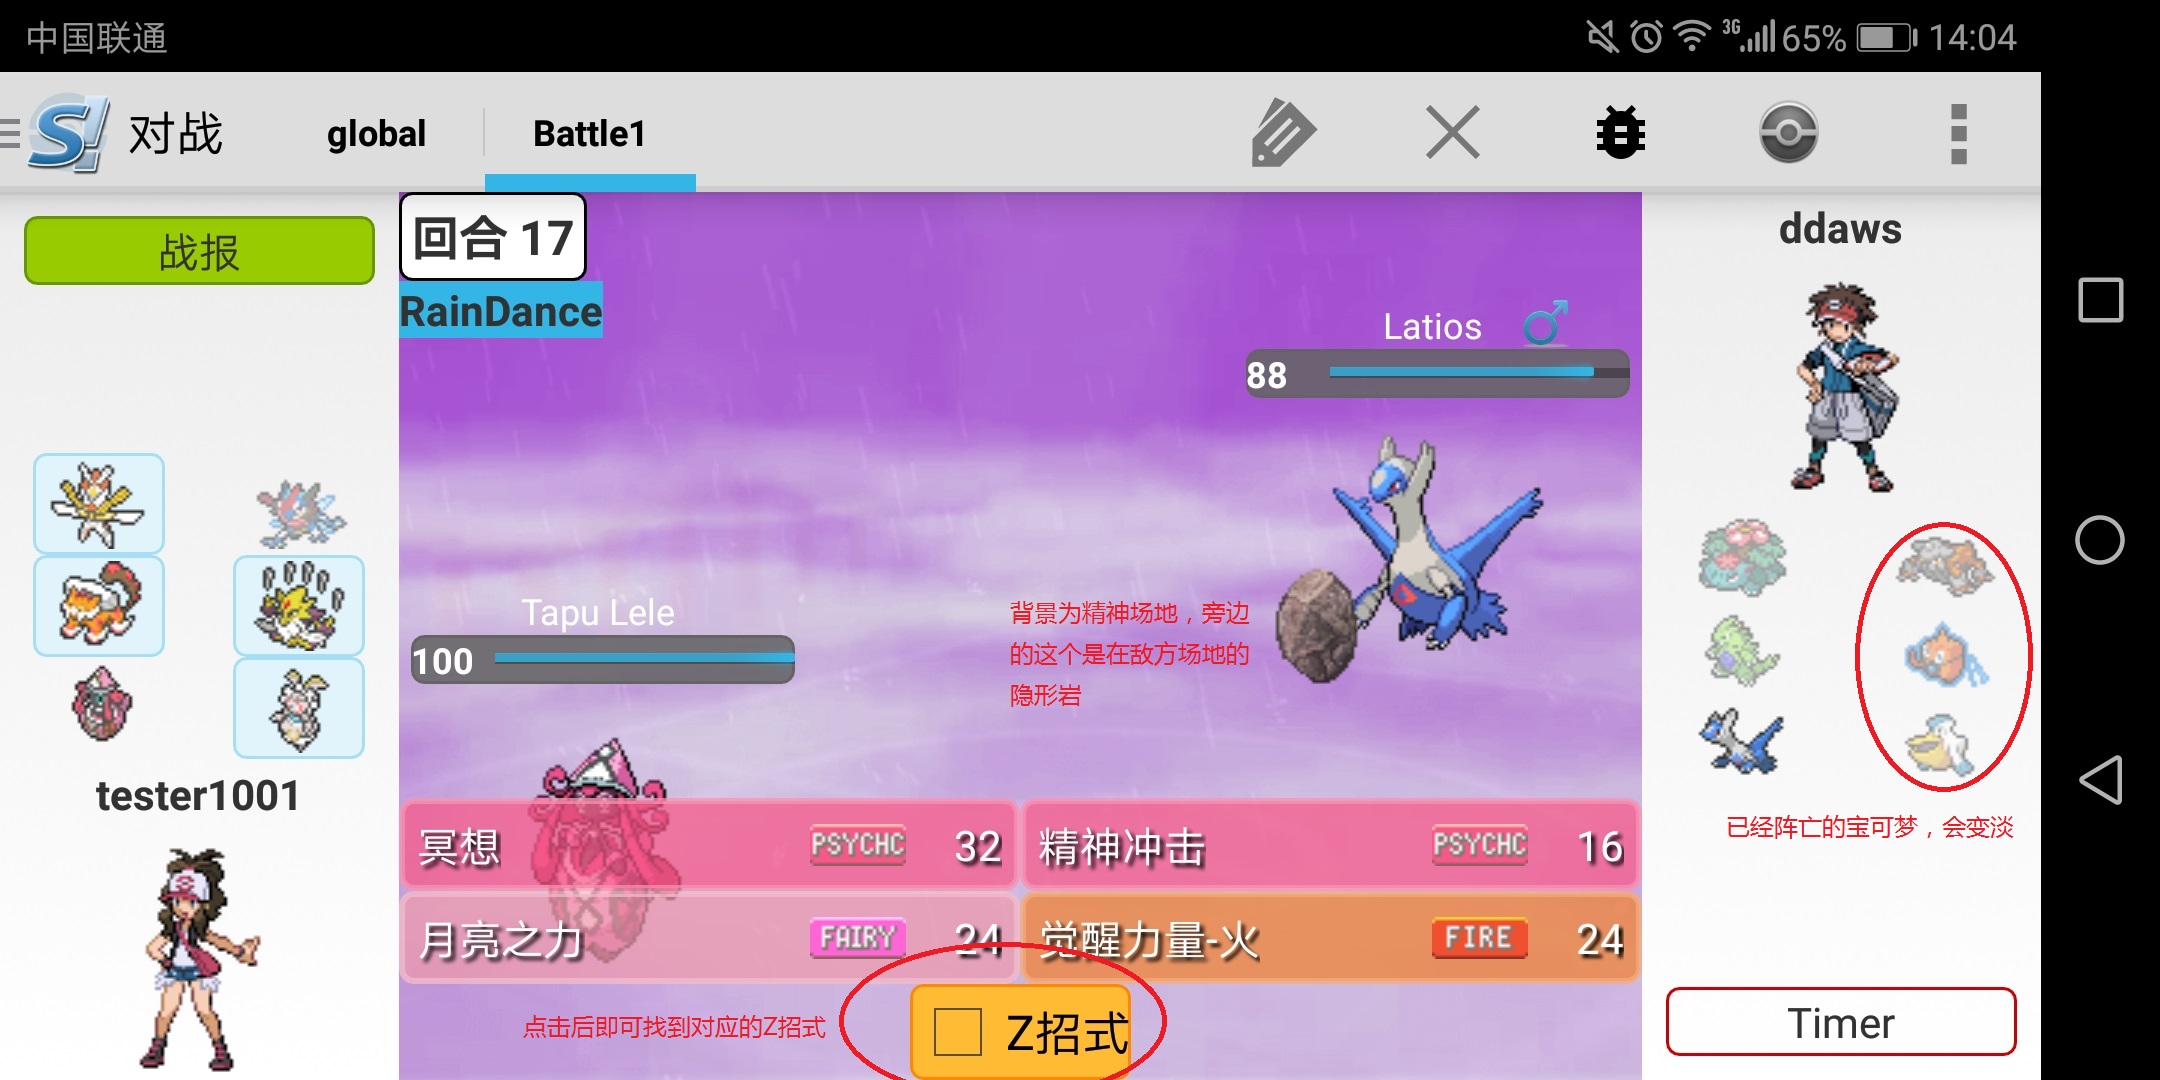 中国联通
3G
65%
14:04
S!
对战
global
Battle1
战报
回合 17
RainDance
ddaws
Latios
88
Tapu Lele
100
背景为精神场地，旁边
的这个是在敌方场地的
隐形岩
tester1001
已经阵亡的宝可梦，会变淡
冥想
PSYCHC
32
精神冲击
PSYCHC
16
月亮之力
FAIRY
24
觉醒力量-火
FIRE
24
点击后即可找到对应的Z招式
Z招式
Timer